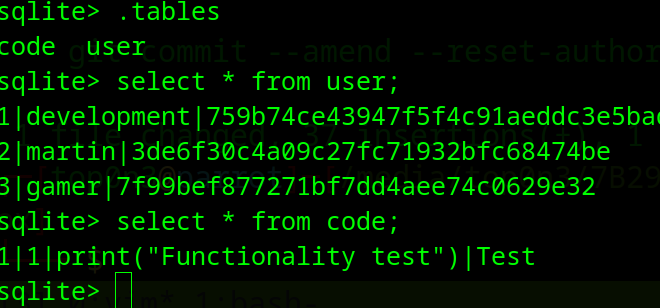 sqlite> .tables
code user
sqlite> select * from user;
1|development|759b74ce43947f5f4c91aeddc3e5bad
2|martin|3de6f30c4a09c27fc71932bfc68474be
3|gamer|7f99bef877271bf7dd4aee74c0629e32
sqlite> select * from code;
1|1|print("Functionality test")|Test
sqlite>